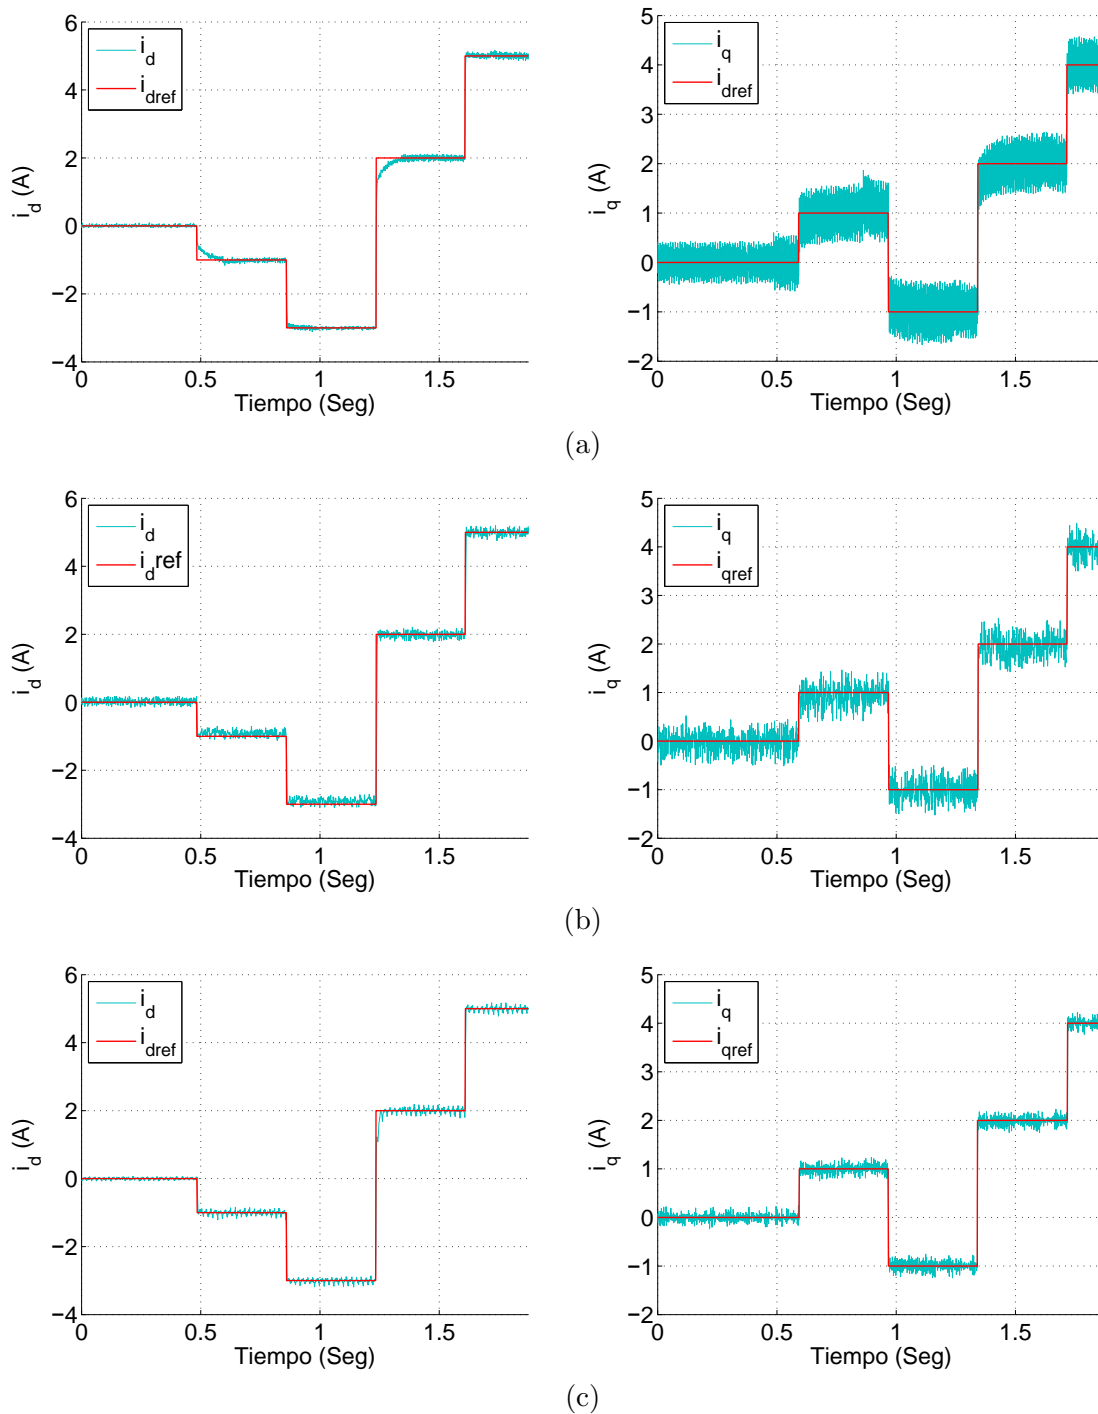 6
4
2
0
−2
−4
i_d (A)
i_d
i_dref
0 0.5 1 1.5
Tiempo (Seg)
5
4
3
2
1
0
−1
−2
i_q (A)
i_q
i_dref
0 0.5 1 1.5
Tiempo (Seg)
(a)
6
4
2
0
−2
−4
i_d (A)
i_d
i_dref
0 0.5 1 1.5
Tiempo (Seg)
5
4
3
2
1
0
−1
−2
i_q (A)
i_q
i_qref
0 0.5 1 1.5
Tiempo (Seg)
(b)
6
4
2
0
−2
−4
i_d (A)
i_d
i_dref
0 0.5 1 1.5
Tiempo (Seg)
5
4
3
2
1
0
−1
−2
i_q (A)
i_q
i_qref
0 0.5 1 1.5
Tiempo (Seg)
(c)